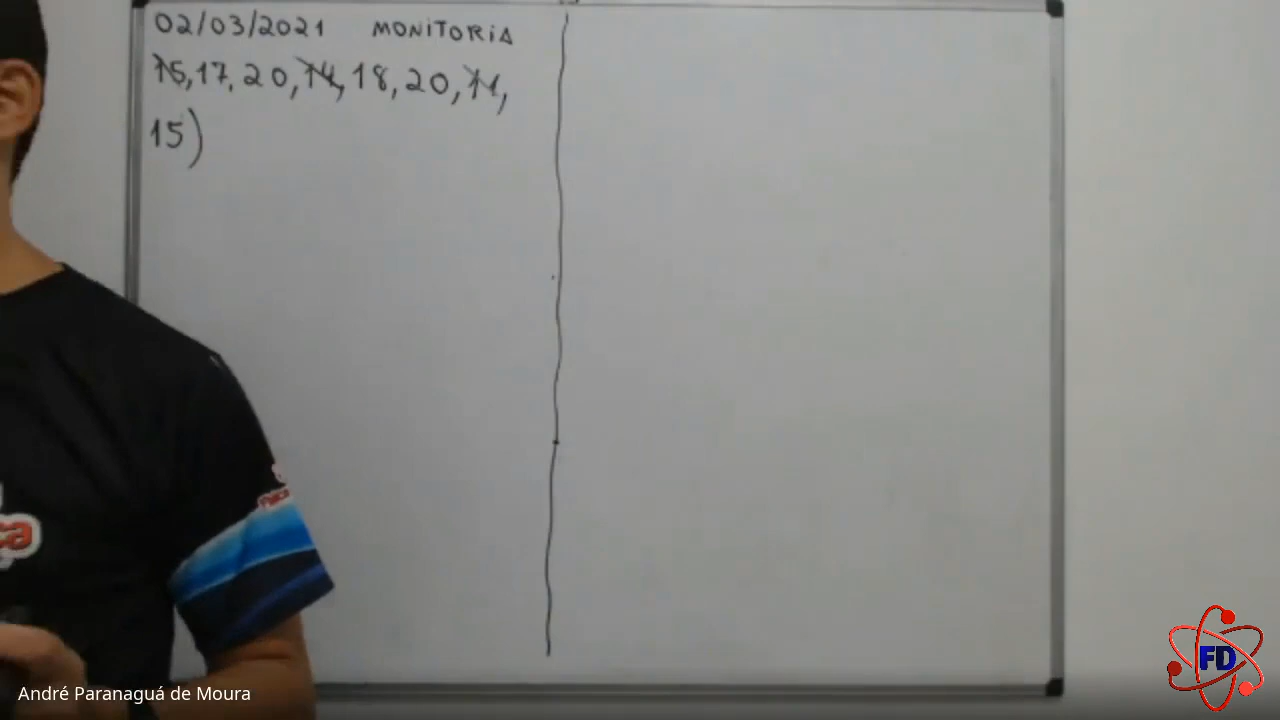 02/03/2021 MONITORIA
15, 17, 20, 14, 18, 20, 11,
15)
André Paranaguá de Moura
FD